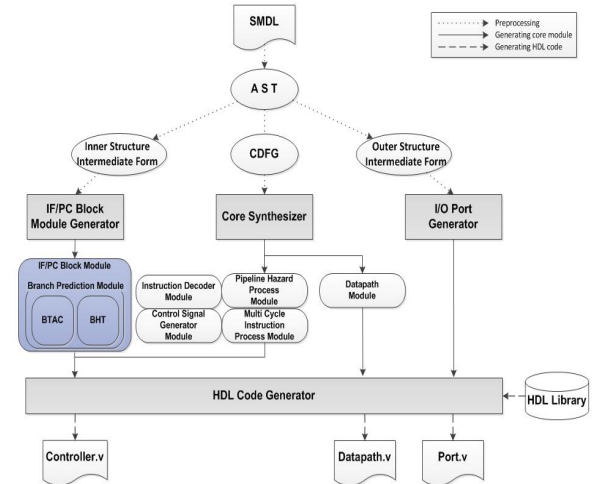 SMDL
Preprocessing
Generating core module
Generating HDL code
A S T
Inner Structure
Intermediate Form
CDFG
Outer Structure
Intermediate Form
IF/PC Block
Module Generator
Core Synthesizer
I/O Port
Generator
IF/PC Block Module
Branch Prediction Module
BTAC
BHT
Instruction Decoder
Module
Control Signal
Generator
Module
Pipeline Hazard
Process
Module
Multi Cycle
Instruction
Process Module
Datapath
Module
HDL Code Generator
HDL Library
Controller.v
Datapath.v
Port.v